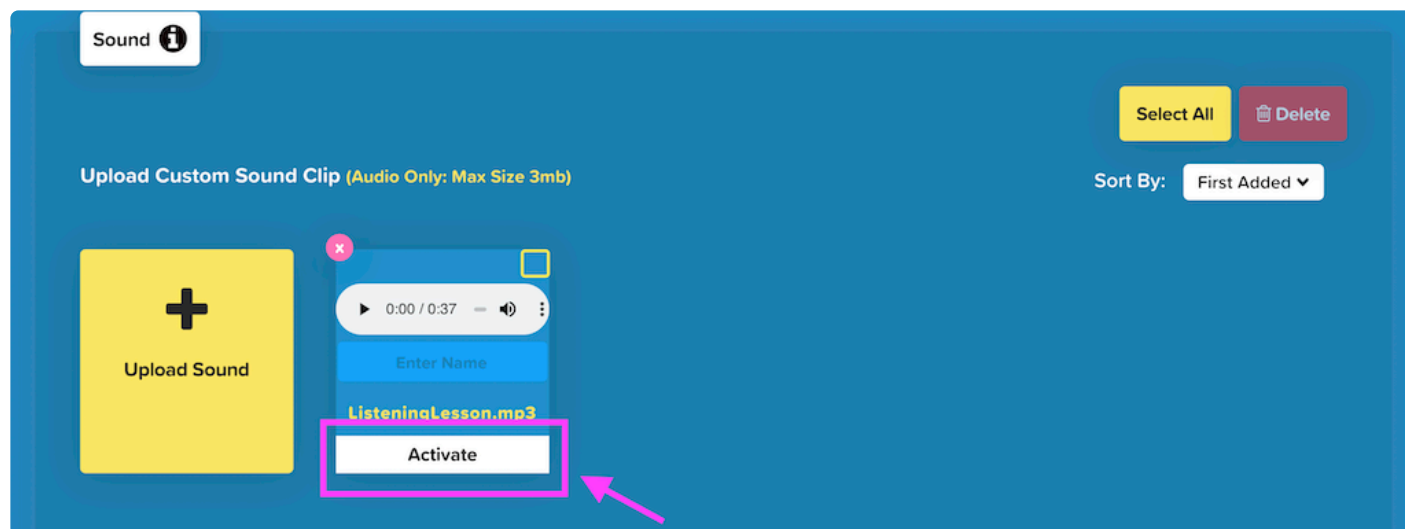 Sound
Select All
Delete
Upload Custom Sound Clip (Audio Only: Max Size 3mb)
Sort By: First Added
x
0:00 / 0:37
Upload Sound
Enter Name
ListeningLesson.mp3
Activate